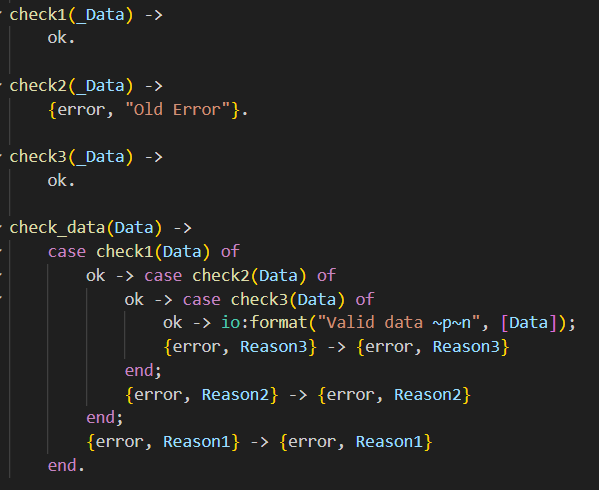 check1(_Data) ->
    ok.

check2(_Data) ->
    {error, "Old Error"}.

check3(_Data) ->
    ok.

check_data(Data) ->
    case check1(Data) of
        ok -> case check2(Data) of
            ok -> case check3(Data) of
                ok -> io:format("Valid data ~p~n", [Data]);
                {error, Reason3} -> {error, Reason3}
            end;
            {error, Reason2} -> {error, Reason2}
        end;
        {error, Reason1} -> {error, Reason1}
    end.